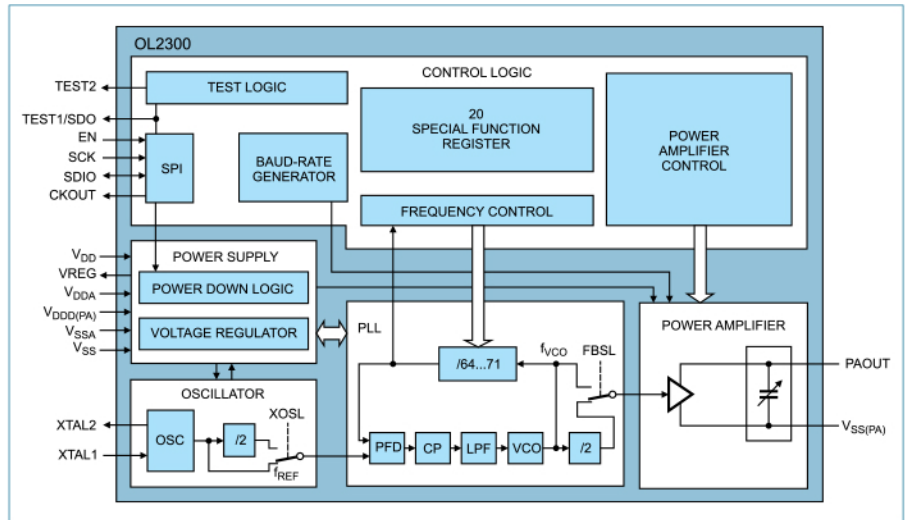 OL2300
CONTROL LOGIC
TEST2
TEST LOGIC
TEST1/SDO
EN
SCK
SDIO
CKOUT
SPI
BAUD-RATE
GENERATOR
20
SPECIAL FUNCTION
REGISTER
POWER
AMPLIFIER
CONTROL
FREQUENCY CONTROL
VDD
VREG
VDDA
VDDD(PA)
VSSA
VSS
POWER SUPPLY
POWER DOWN LOGIC
VOLTAGE REGULATOR
PLL
/64...71
fVCO
FBSL
PFD
CP
LPF
VCO
/2
POWER AMPLIFIER
PAOUT
VSS(PA)
OSCILLATOR
XTAL2
XTAL1
OSC
/2
XOSL
fREF